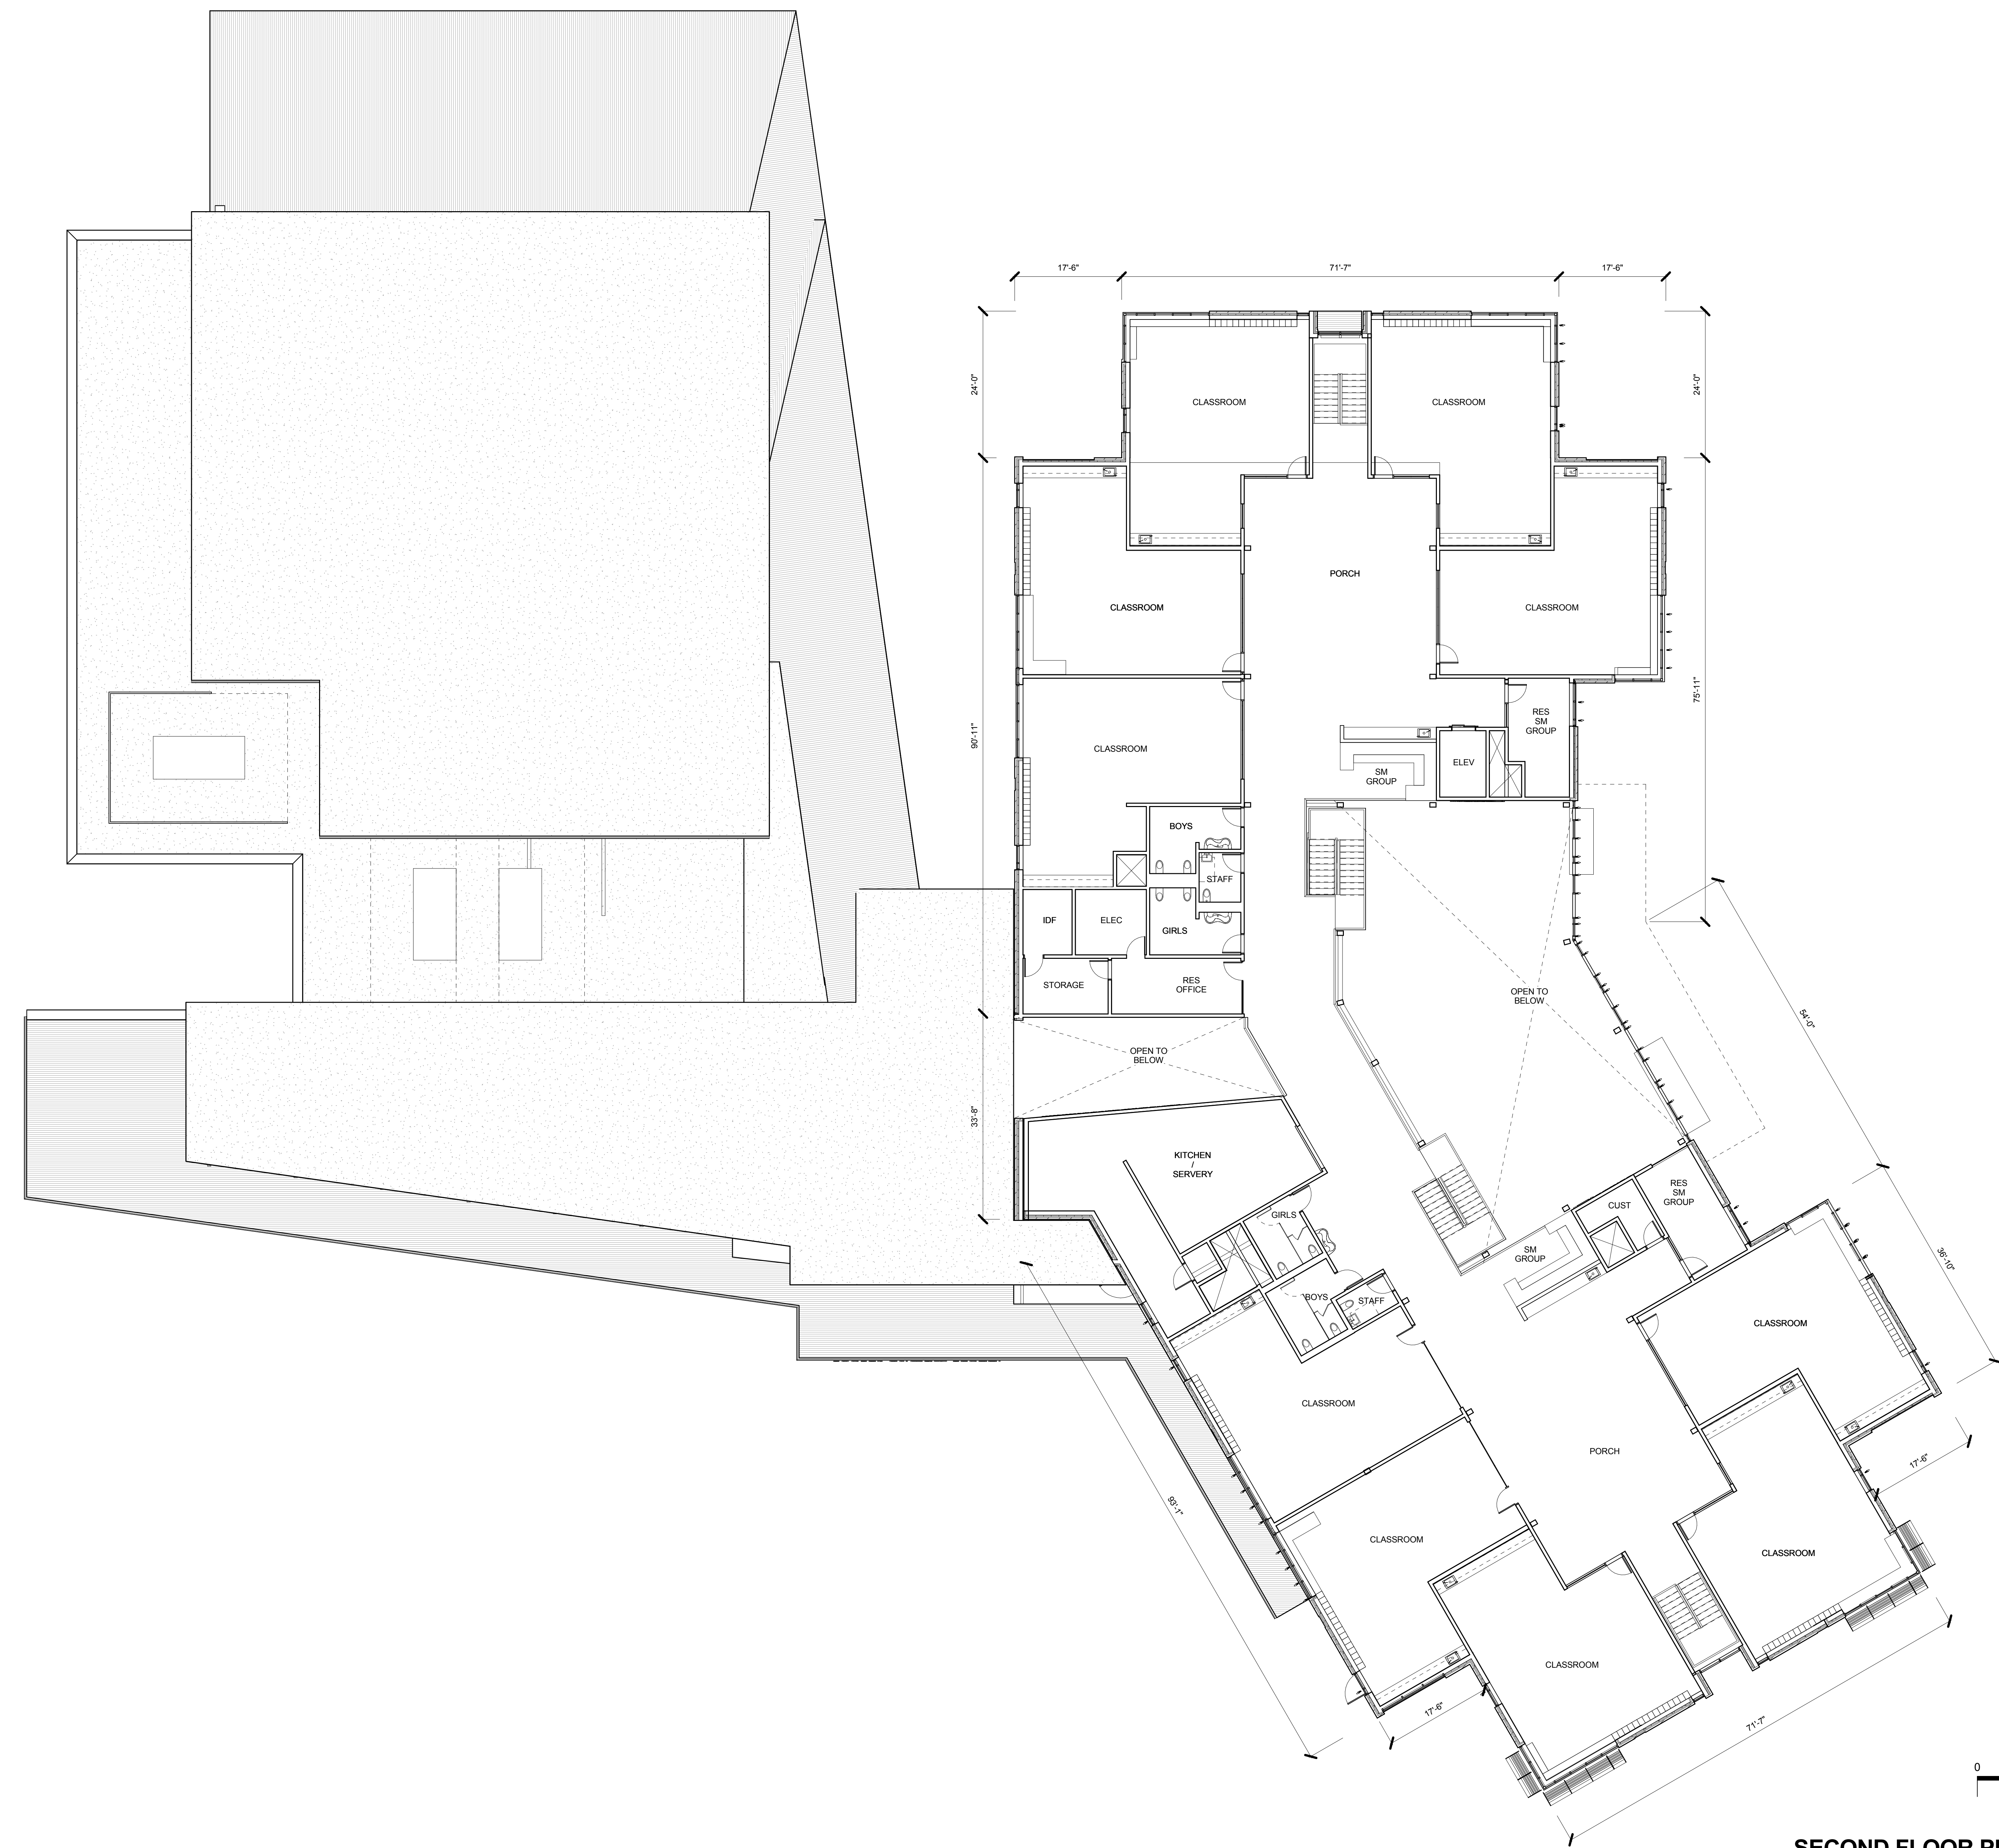 17'-6"
71'-7"
17'-6"
24'-0"
24'-0"
CLASSROOM
CLASSROOM
PORCH
CLASSROOM
CLASSROOM
75'-11"
90'-11"
RES
SM
GROUP
CLASSROOM
ELEV
SM
GROUP
BOYS
STAFF
IDF
ELEC
GIRLS
STORAGE
RES
OFFICE
OPEN TO
BELOW
54'-0"
OPEN TO
BELOW
33'-8"
KITCHEN
/
SERVERY
RES
SM
GROUP
CUST
GIRLS
SM
GROUP
36'-10"
BOYS
STAFF
CLASSROOM
CLASSROOM
PORCH
17'-6"
93'-1"
CLASSROOM
CLASSROOM
CLASSROOM
17'-6"
71'-7"
0
SECOND FLOOR